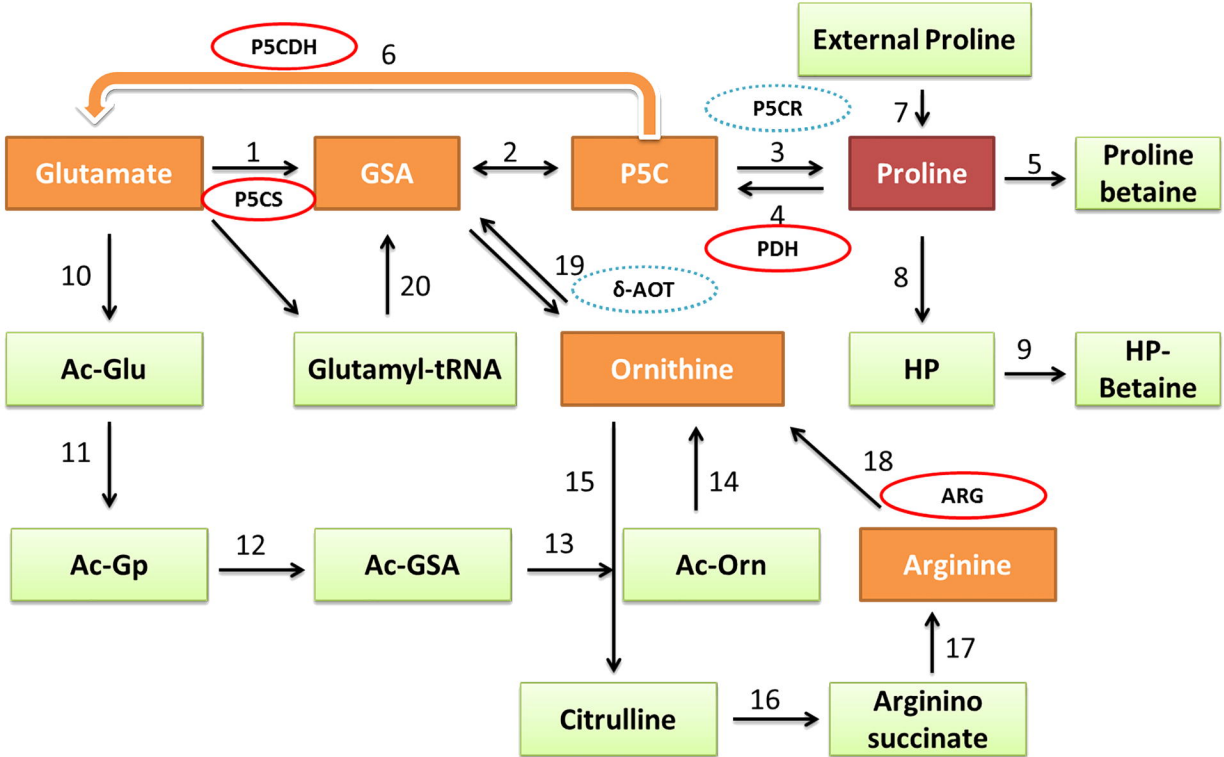 P5CDH
6
External Proline
P5CR
7
Glutamate
1
P5CS
GSA
2
P5C
3
4
PDH
Proline
5
Proline
betaine
10
20
19
δ-AOT
8
Ac-Glu
Glutamyl-tRNA
Ornithine
HP
9
HP-
Betaine
11
15
14
18
ARG
Ac-Gp
12
Ac-GSA
13
Ac-Orn
Arginine
17
Citrulline
16
Arginino
succinate